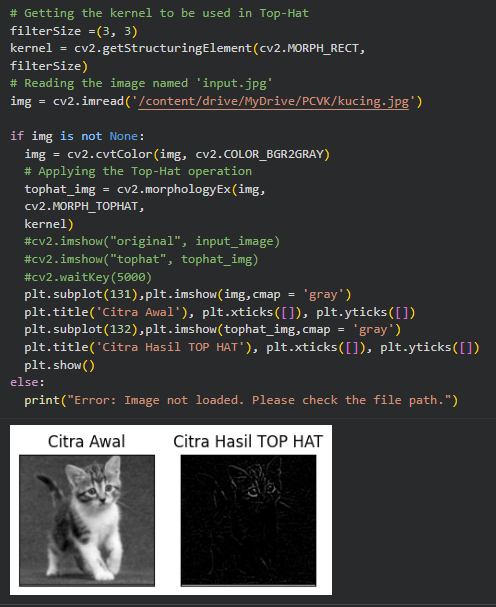 # Getting the kernel to be used in Top-Hat
filterSize =(3, 3)
kernel = cv2.getStructuringElement(cv2.MORPH_RECT,
filterSize)
# Reading the image named 'input.jpg'
img = cv2.imread('/content/drive/MyDrive/PCVK/kucing.jpg')
if img is not None:
  img = cv2.cvtColor(img, cv2.COLOR_BGR2GRAY)
  # Applying the Top-Hat operation
  tophat_img = cv2.morphologyEx(img,
  cv2.MORPH_TOPHAT,
  kernel)
  #cv2.imshow("original", input_image)
  #cv2.imshow("tophat", tophat_img)
  #cv2.waitKey(5000)
  plt.subplot(131),plt.imshow(img,cmap = 'gray')
  plt.title('Citra Awal'), plt.xticks([]), plt.yticks([])
  plt.subplot(132),plt.imshow(tophat_img,cmap = 'gray')
  plt.title('Citra Hasil TOP HAT'), plt.xticks([]), plt.yticks([])
  plt.show()
else:
  print("Error: Image not loaded. Please check the file path.")
Citra Awal
Citra Hasil TOP HAT